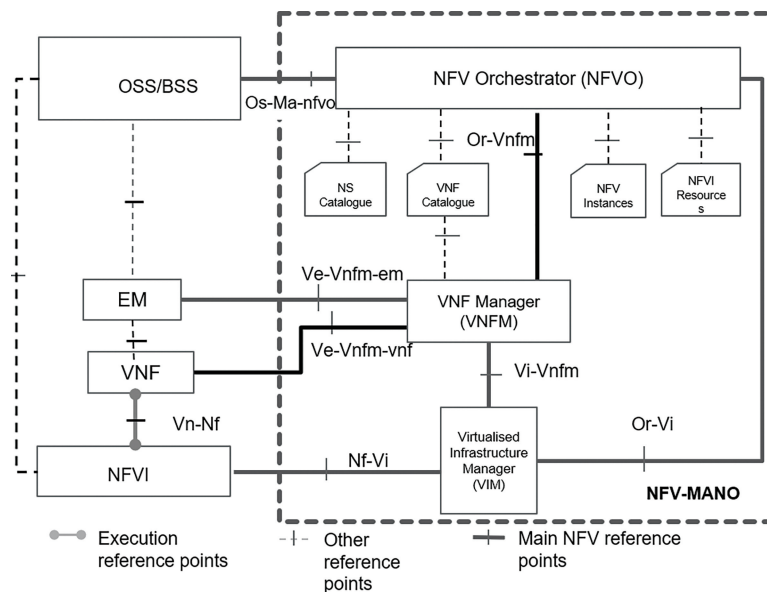 OSS/BSS
NFV Orchestrator (NFVO)
Os-Ma-nfvo
Or-Vnfm
NS
Catalogue
VNF
Catalogue
NFV
Instances
NFVI
Resource
s
Ve-Vnfm-em
EM
VNF Manager
(VNFM)
Ve-Vnfm-vnf
VNF
Vi-Vnfm
Vn-Nf
Or-Vi
Virtualised
Infrastructure
Manager
(VIM)
Nf-Vi
NFVI
NFV-MANO
Execution
reference points
Other
reference
points
Main NFV reference
points